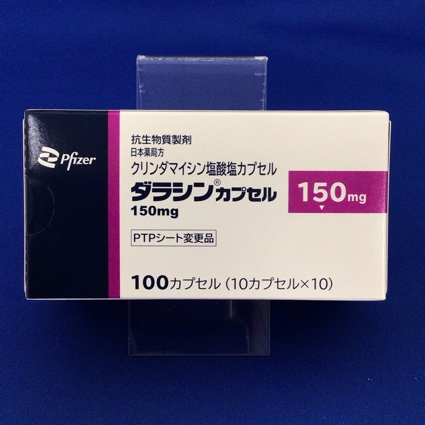 Pfizer
抗生物質製剤
日本薬局方
クリンダマイシン塩酸塩カプセル
ダラシン®カプセル
150mg
150mg
PTPシート変更品
100カプセル（10カプセル×10）